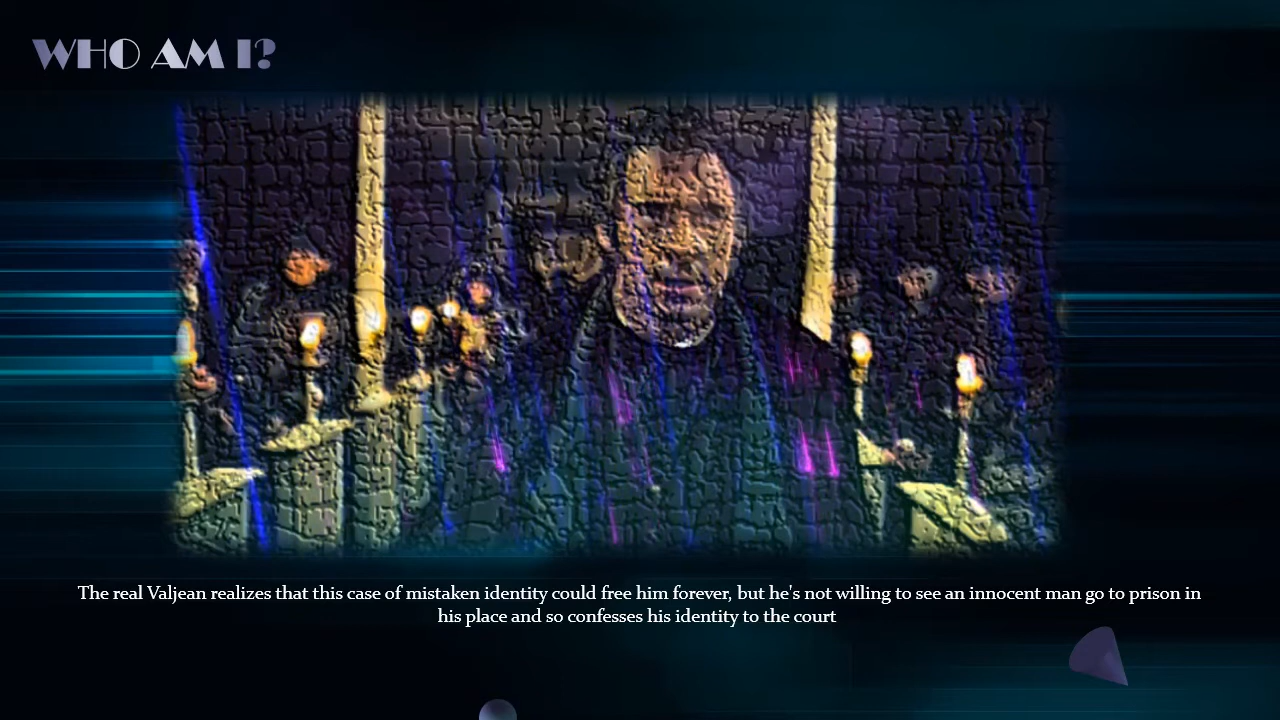 WHO AM I?
The real Valjean realizes that this case of mistaken identity could free him forever, but he's not willing to see an innocent man go to prison in
his place and so confesses his identity to the court